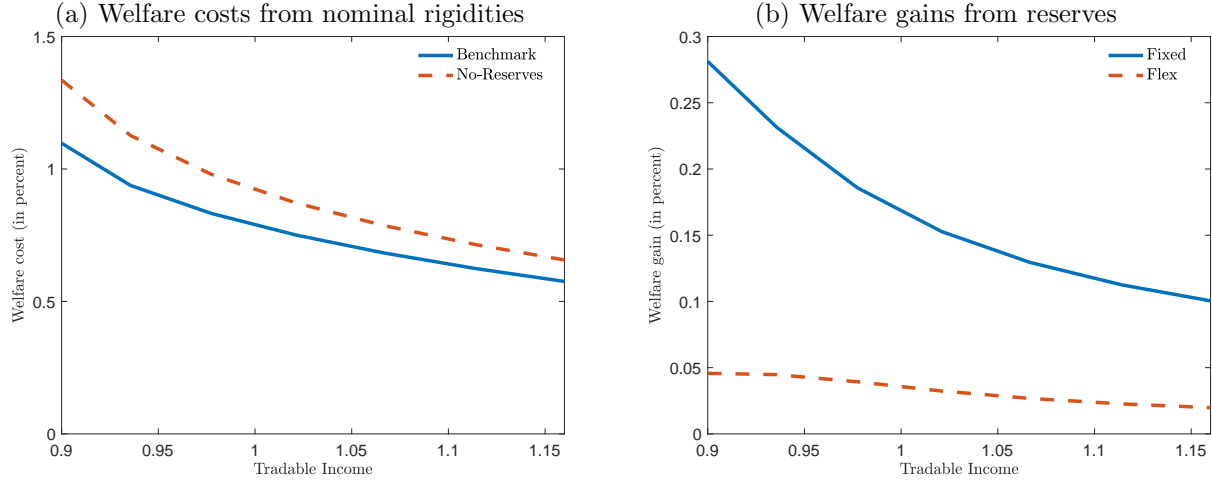 (a) Welfare costs from nominal rigidities
1.5
1
0.5
0
Welfare cost (in percent)
Benchmark
No-Reserves
0.9 0.95 1 1.05 1.1 1.15
Tradable Income
(b) Welfare gains from reserves
0.3
0.25
0.2
0.15
0.1
0.05
0
Welfare gain (in percent)
Fixed
Flex
0.9 0.95 1 1.05 1.1 1.15
Tradable Income